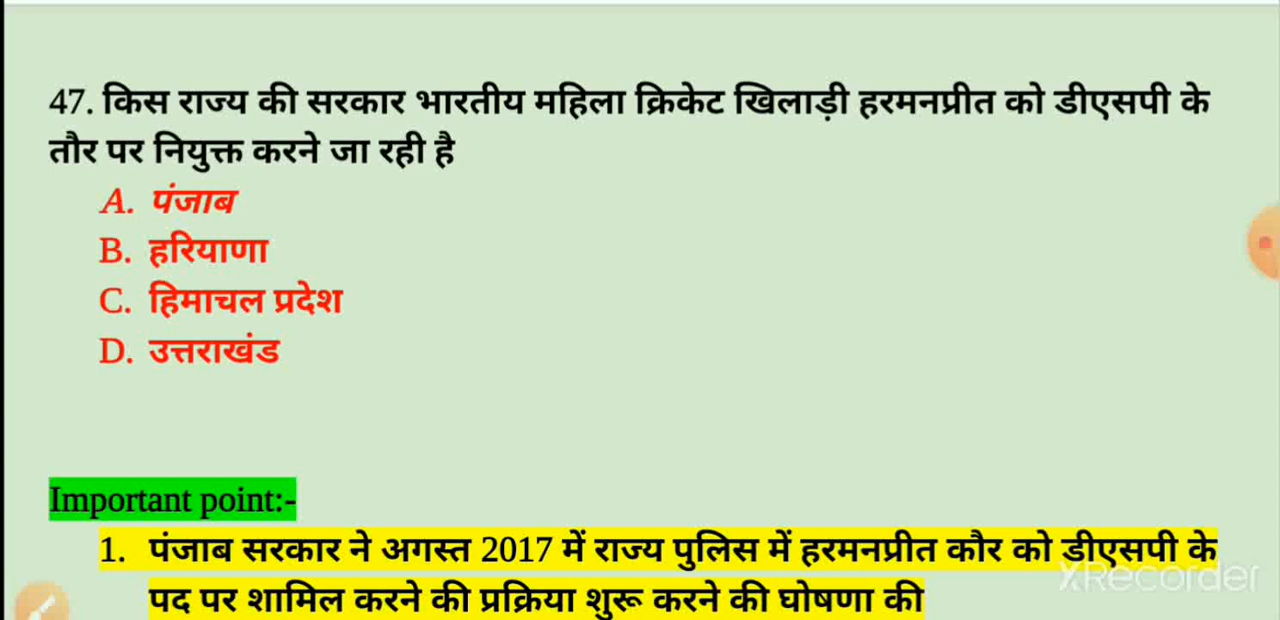 47. किस राज्य की सरकार भारतीय महिला क्रिकेट खिलाड़ी हरमनप्रीत को डीएसपी के
तौर पर नियुक्त करने जा रही है
A. पंजाब
B. हरियाणा
C. हिमाचल प्रदेश
D. उत्तराखंड
Important point:-
1. पंजाब सरकार ने अगस्त 2017 में राज्य पुलिस में हरमनप्रीत कौर को डीएसपी के
पद पर शामिल करने की प्रक्रिया शुरू करने की घोषणा की
XRecorder